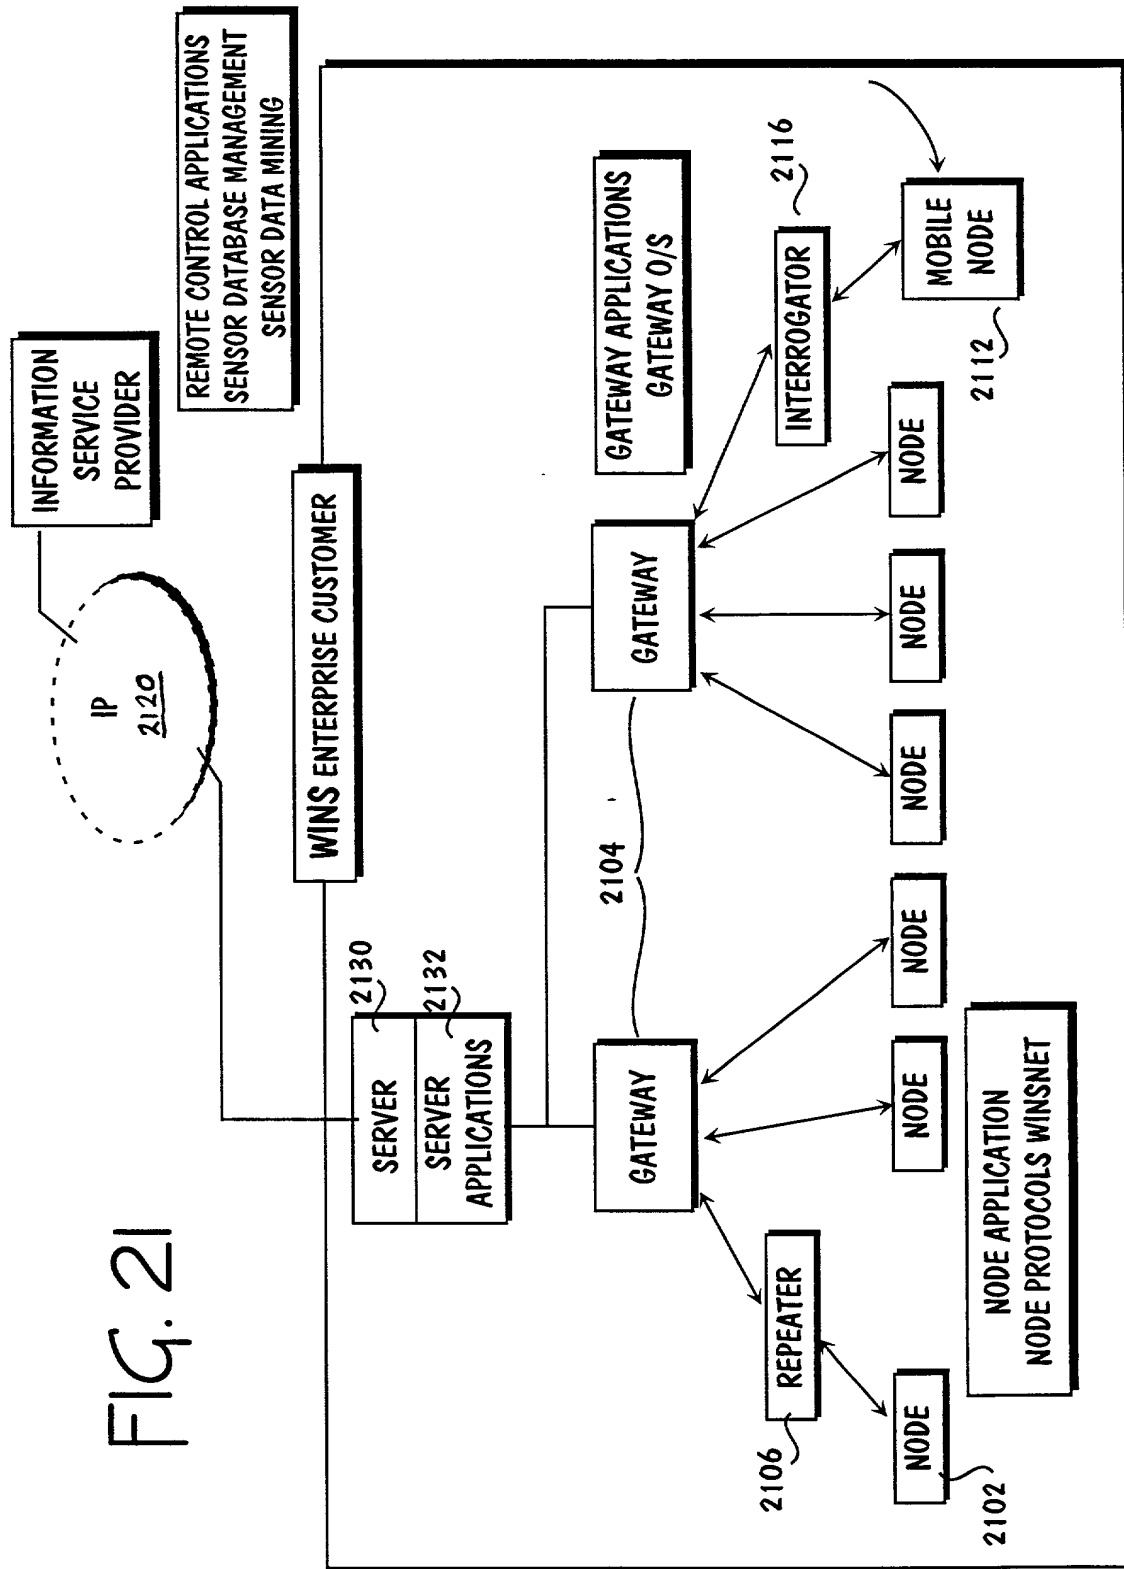 FIG. 21
INFORMATION
SERVICE
PROVIDER
IP
2120
REMOTE CONTROL APPLICATIONS
SENSOR DATABASE MANAGEMENT
SENSOR DATA MINING
WINS ENTERPRISE CUSTOMER
SERVER
2130
SERVER
APPLICATIONS
2132
GATEWAY
2104
GATEWAY
GATEWAY APPLICATIONS
GATEWAY O/S
REPEATER
2106
INTERROGATOR
2116
NODE
2102
NODE
NODE
NODE
NODE
NODE
MOBILE
NODE
2112
NODE APPLICATION
NODE PROTOCOLS WINSNET